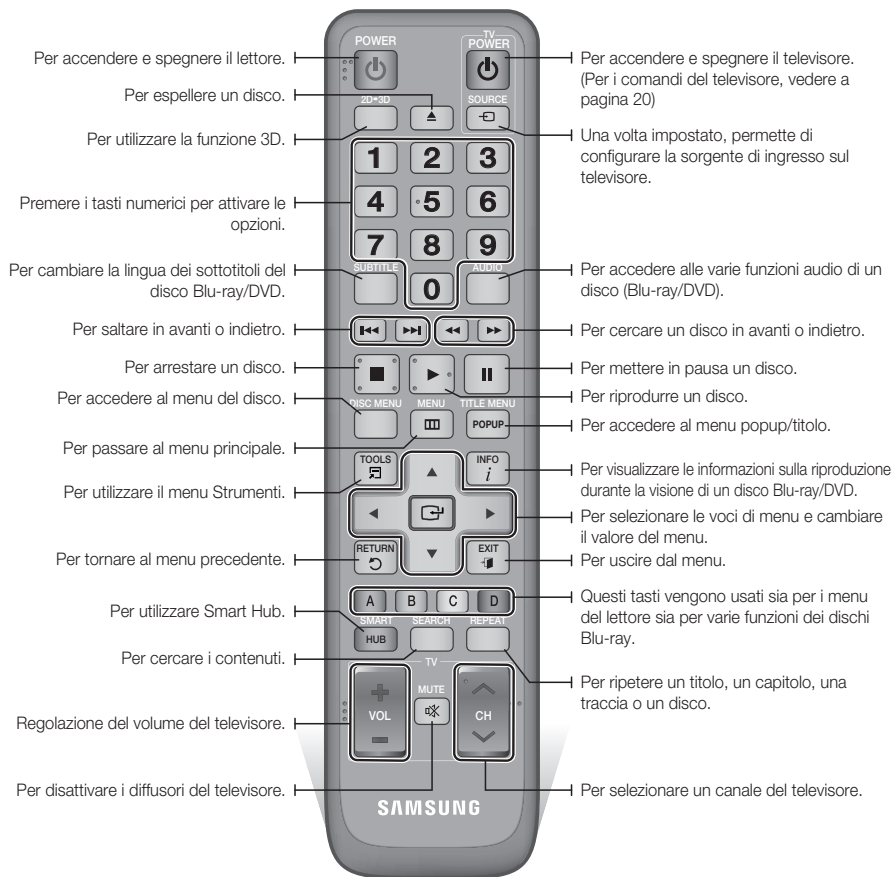 POWER
TV
POWER
Per accendere e spegnere il lettore.
Per accendere e spegnere il televisore.
(Per i comandi del televisore, vedere a
pagina 20)
Per espellere un disco.
2D➞3D
SOURCE
Per utilizzare la funzione 3D.
Una volta impostato, permette di
configurare la sorgente di ingresso sul
televisore.
1 2 3
4 5 6
7 8 9
0
Premere i tasti numerici per attivare le
opzioni.
SUBTITLE
AUDIO
Per cambiare la lingua dei sottotitoli del
disco Blu-ray/DVD.
Per accedere alle varie funzioni audio di un
disco (Blu-ray/DVD).
Per saltare in avanti o indietro.
Per cercare un disco in avanti o indietro.
Per arrestare un disco.
Per mettere in pausa un disco.
Per riprodurre un disco.
Per accedere al menu del disco.
DISC MENU
MENU
TITLE MENU
POPUP
Per accedere al menu popup/titolo.
Per passare al menu principale.
TOOLS
INFO
i
Per visualizzare le informazioni sulla riproduzione
durante la visione di un disco Blu-ray/DVD.
Per utilizzare il menu Strumenti.
Per selezionare le voci di menu e cambiare
il valore del menu.
RETURN
EXIT
Per tornare al menu precedente.
Per uscire dal menu.
A B C D
Questi tasti vengono usati sia per i menu
del lettore sia per varie funzioni dei dischi
Blu-ray.
Per utilizzare Smart Hub.
SMART
HUB
SEARCH
REPEAT
Per cercare i contenuti.
TV
Per ripetere un titolo, un capitolo, una
traccia o un disco.
MUTE
VOL
CH
Regolazione del volume del televisore.
Per disattivare i diffusori del televisore.
Per selezionare un canale del televisore.
SAMSUNG